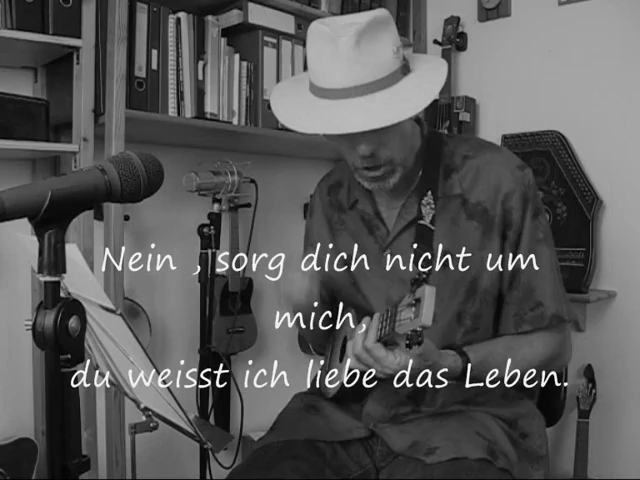 Nein , sorg dich nicht um
mich,
du weisst ich liebe das Leben.